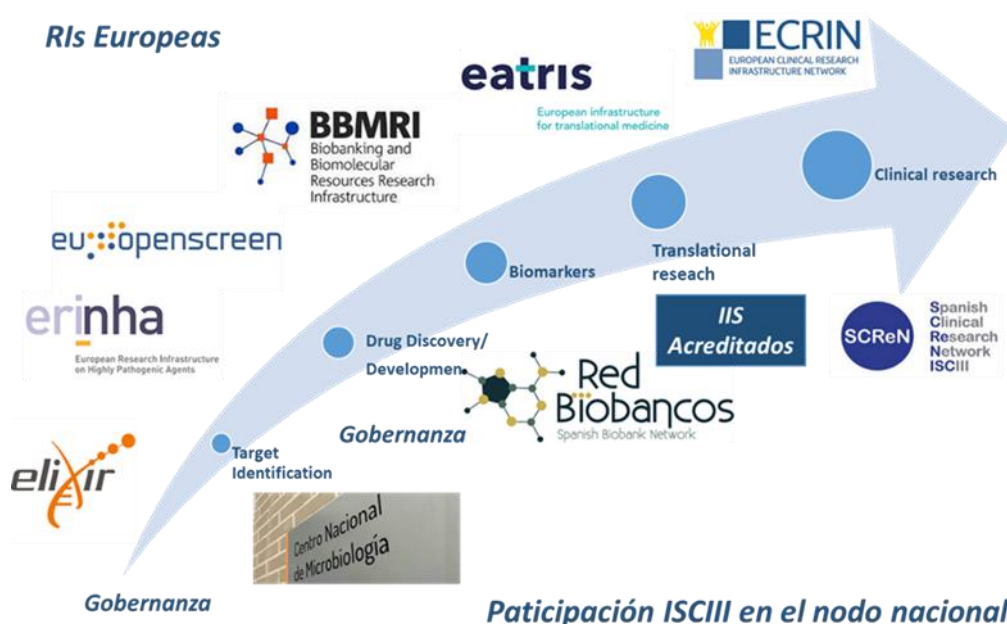 RIs Europeas
ECRIN
EUROPEAN CLINICAL RESEARCH
INFRASTRUCTURE NETWORK
eatris
European infrastructure
for translational medicine
BBMRI
Biobanking and
Biomolecular
Resources Research
Infrastructure
Clinical research
eu openscreen
Translational
reseach
Biomarkers
erinha
European Research Infrastructure
on Highly Pathogenic Agents
IIS
Acreditados
SCReN
Spanish
Clinical
Research
Network
ISCIII
Drug Discovery/
Developmen
Red
Biobancos
Spanish Biobank Network
Gobernanza
elixir
Target
Identification
Centro Nacional
de Microbiología
Gobernanza
Paticipación ISCIII en el nodo nacional